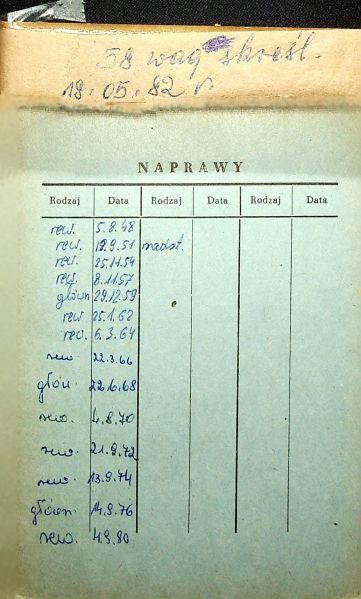 58 wag skreśl.
18.05.82 r
NAPRAWY
Rodzaj Data Rodzaj Data Rodzaj Data
rew. 5.8.48
rew. 12.9.51 nadst.
rew. 25.11.54
rew. 8.11.57
główn 29.12.59
rew 25.1.62
rew. 6.3.64
rew. 22.3.66
głów. 22.6.68
rew. 4.8.70
rew. 21.9.72
rew. 13.9.74
główn. 14.9.76
rew. 4.9.80